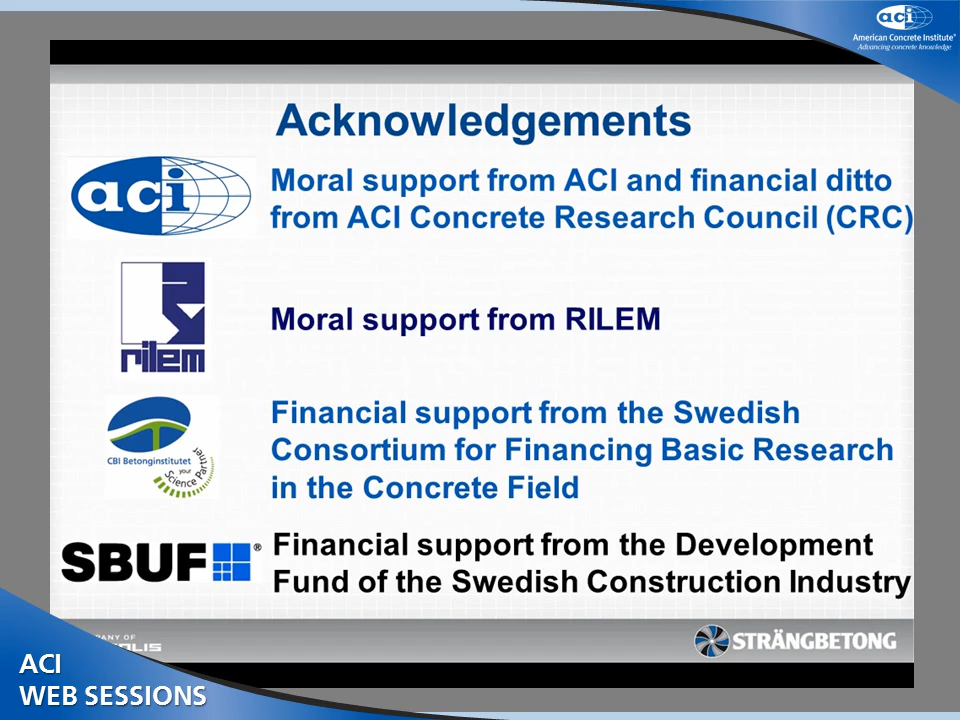 aci
American Concrete Institute®
Advancing concrete knowledge
Acknowledgements
aci
Moral support from ACI and financial ditto
from ACI Concrete Research Council (CRC)
rilem
Moral support from RILEM
CBI Betonginstitutet
your
Science Partner
Financial support from the Swedish
Consortium for Financing Basic Research
in the Concrete Field
SBUF®
Financial support from the Development
Fund of the Swedish Construction Industry
STRÄNGBETONG
ACI
WEB SESSIONS